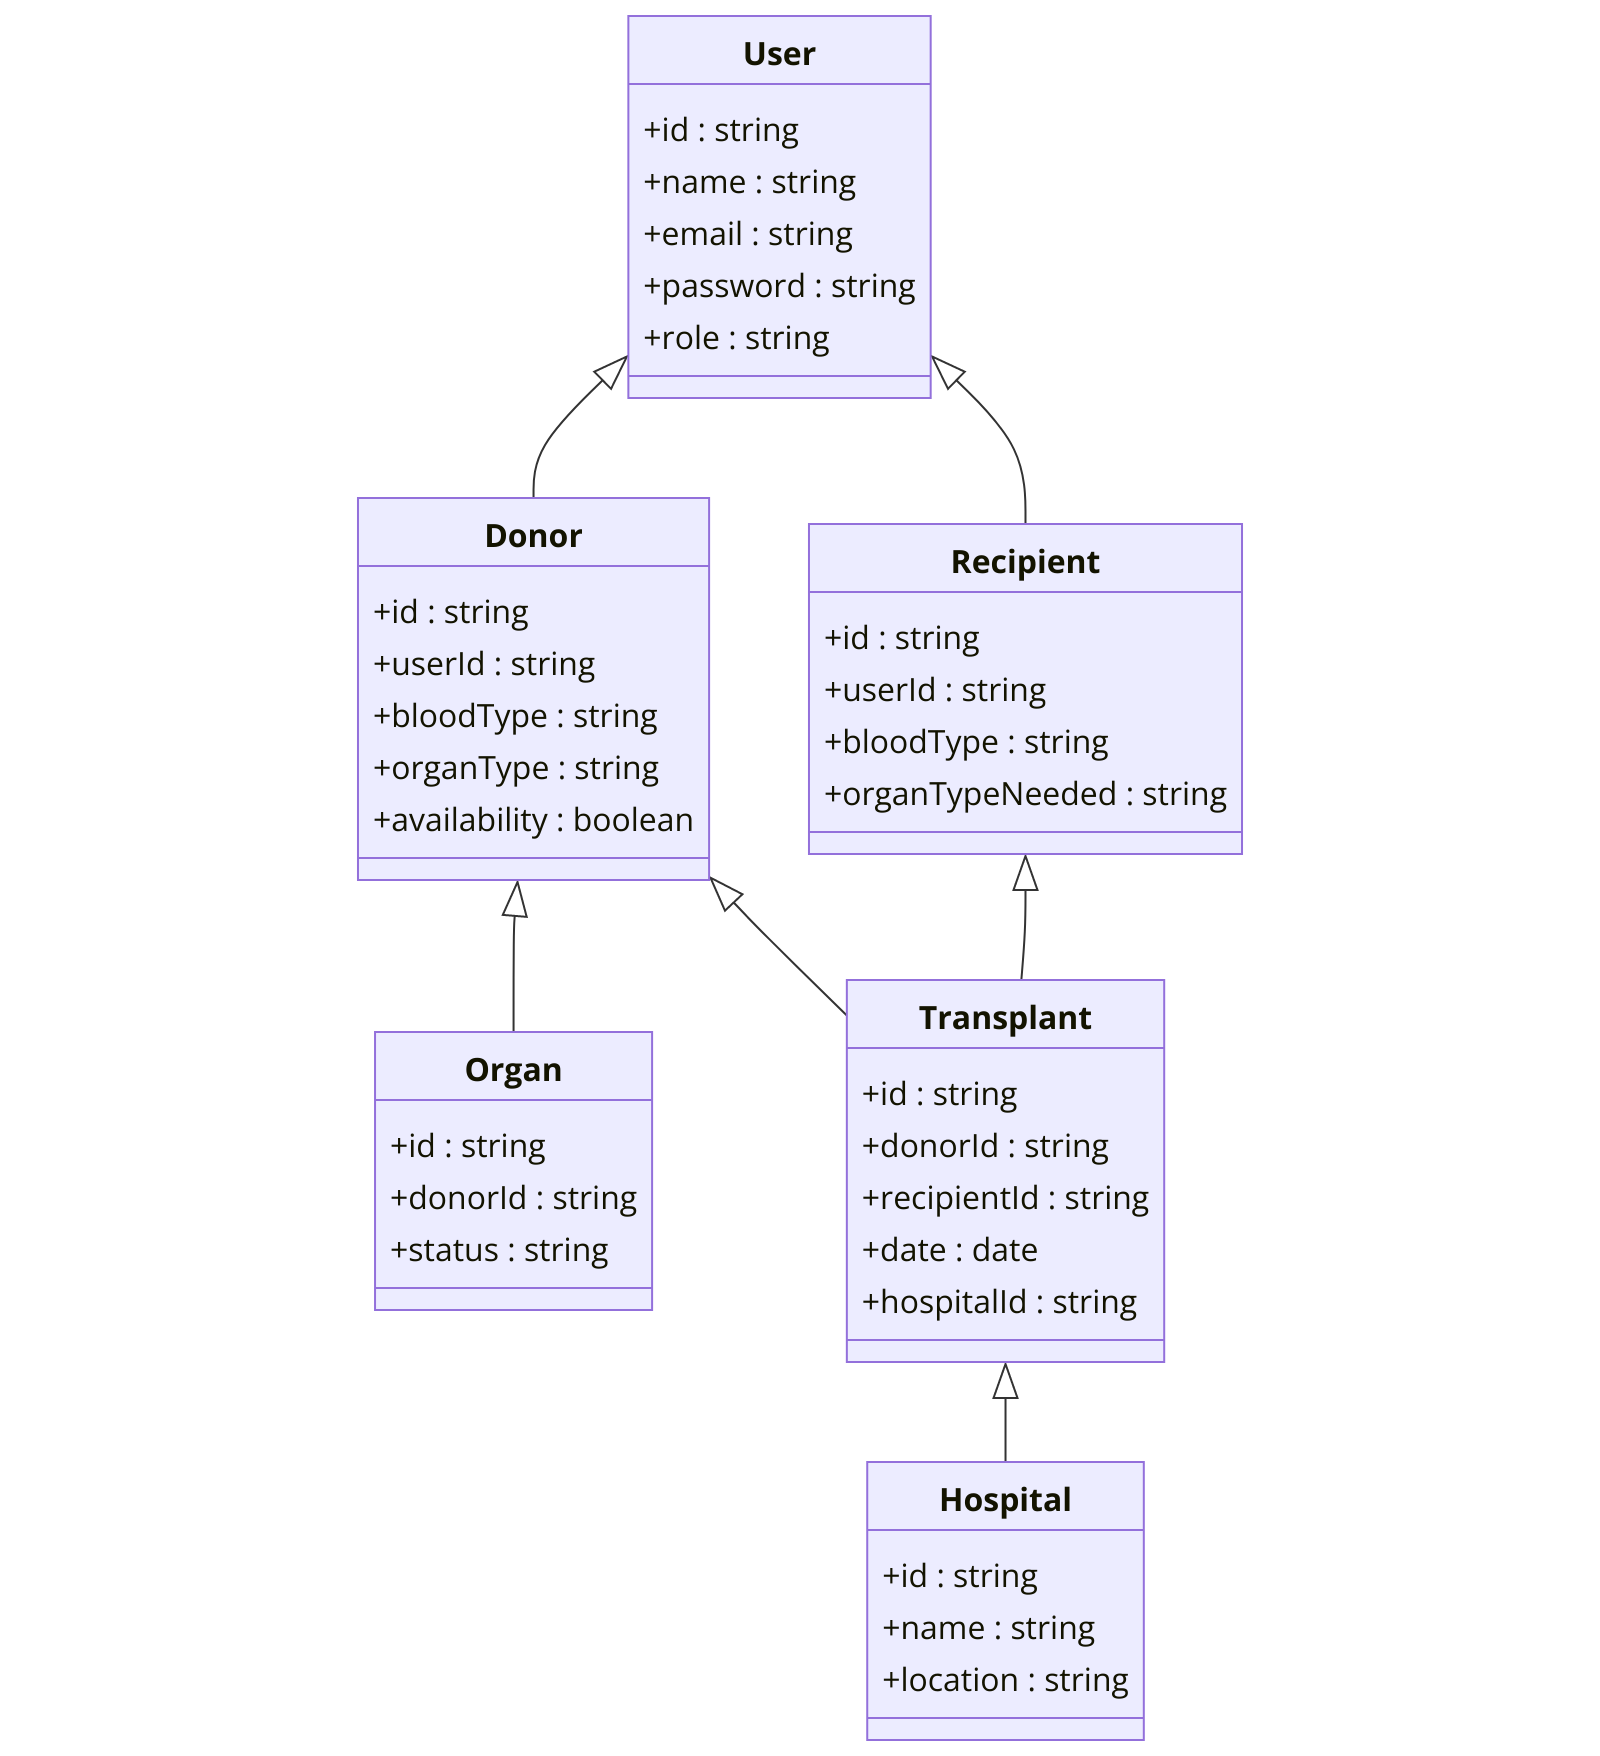 User
+id : string
+name : string
+email : string
+password : string
+role : string
Donor
+id : string
+userId : string
+bloodType : string
+organType : string
+availability : boolean
Recipient
+id : string
+userId : string
+bloodType : string
+organTypeNeeded : string
Organ
+id : string
+donorId : string
+status : string
Transplant
+id : string
+donorId : string
+recipientId : string
+date : date
+hospitalId : string
Hospital
+id : string
+name : string
+location : string